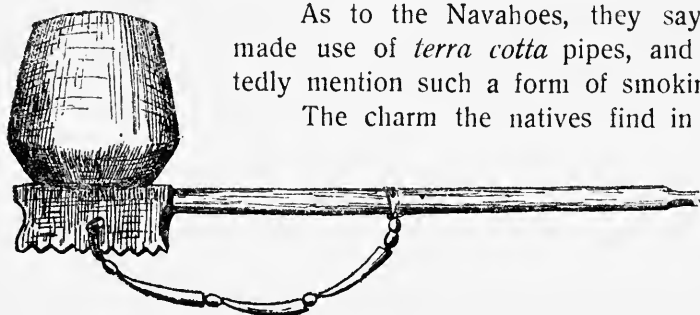 As to the Navahoes, they say
made use of terra cotta pipes, and
tedly mention such a form of smokin
The charm the natives find in